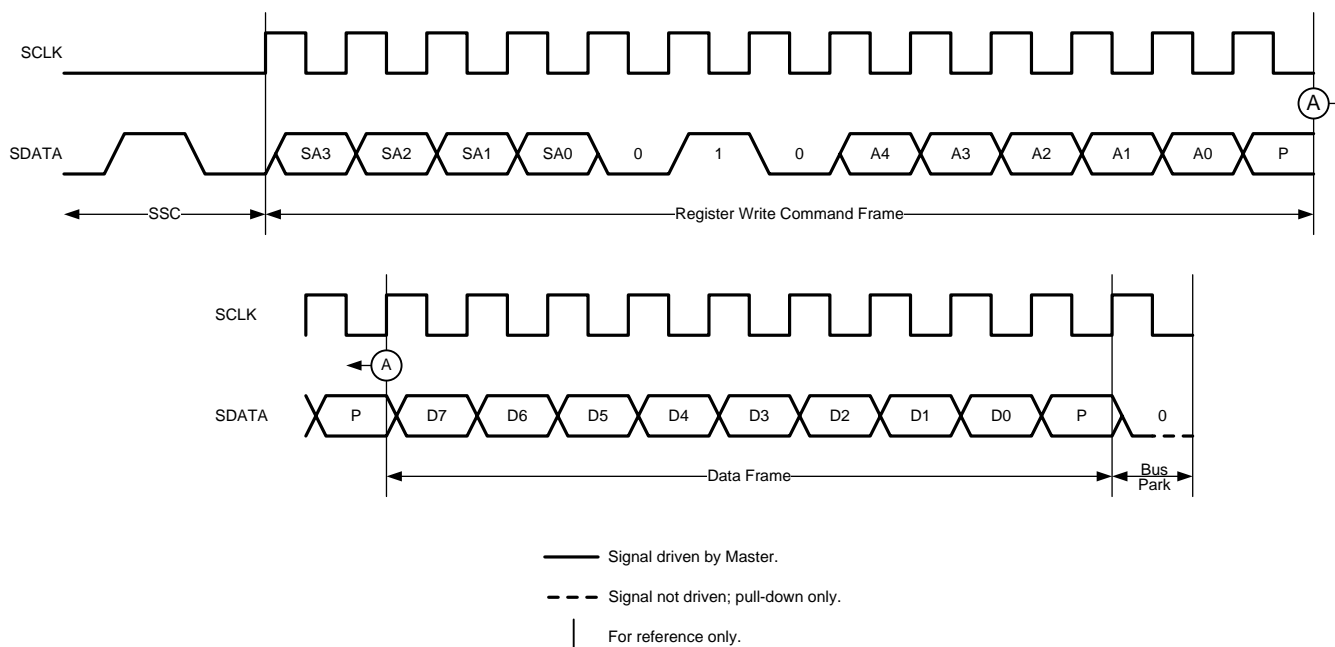 SCLK
A
SDATA SA3 SA2 SA1 SA0 0 1 0 A4 A3 A2 A1 A0 P
SSC Register Write Command Frame
SCLK
A
SDATA P D7 D6 D5 D4 D3 D2 D1 D0 P 0
Data Frame Bus
Park
Signal driven by Master.
Signal not driven; pull-down only.
For reference only.